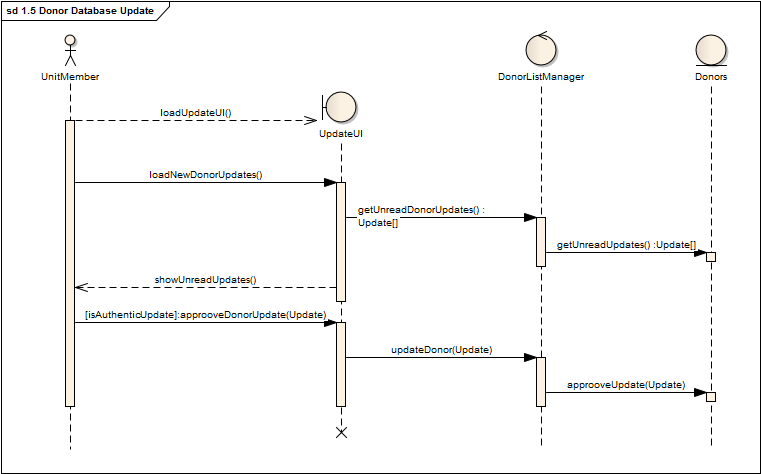 sd 1.5 Donor Database Update
UnitMember
DonorListManager
Donors
loadUpdateUI()
UpdateUI
loadNewDonorUpdates()
getUnreadDonorUpdates() :
Update[]
getUnreadUpdates() :Update[]
showUnreadUpdates()
[isAuthenticUpdate]:approoveDonorUpdate(Update)
updateDonor(Update)
approoveUpdate(Update)